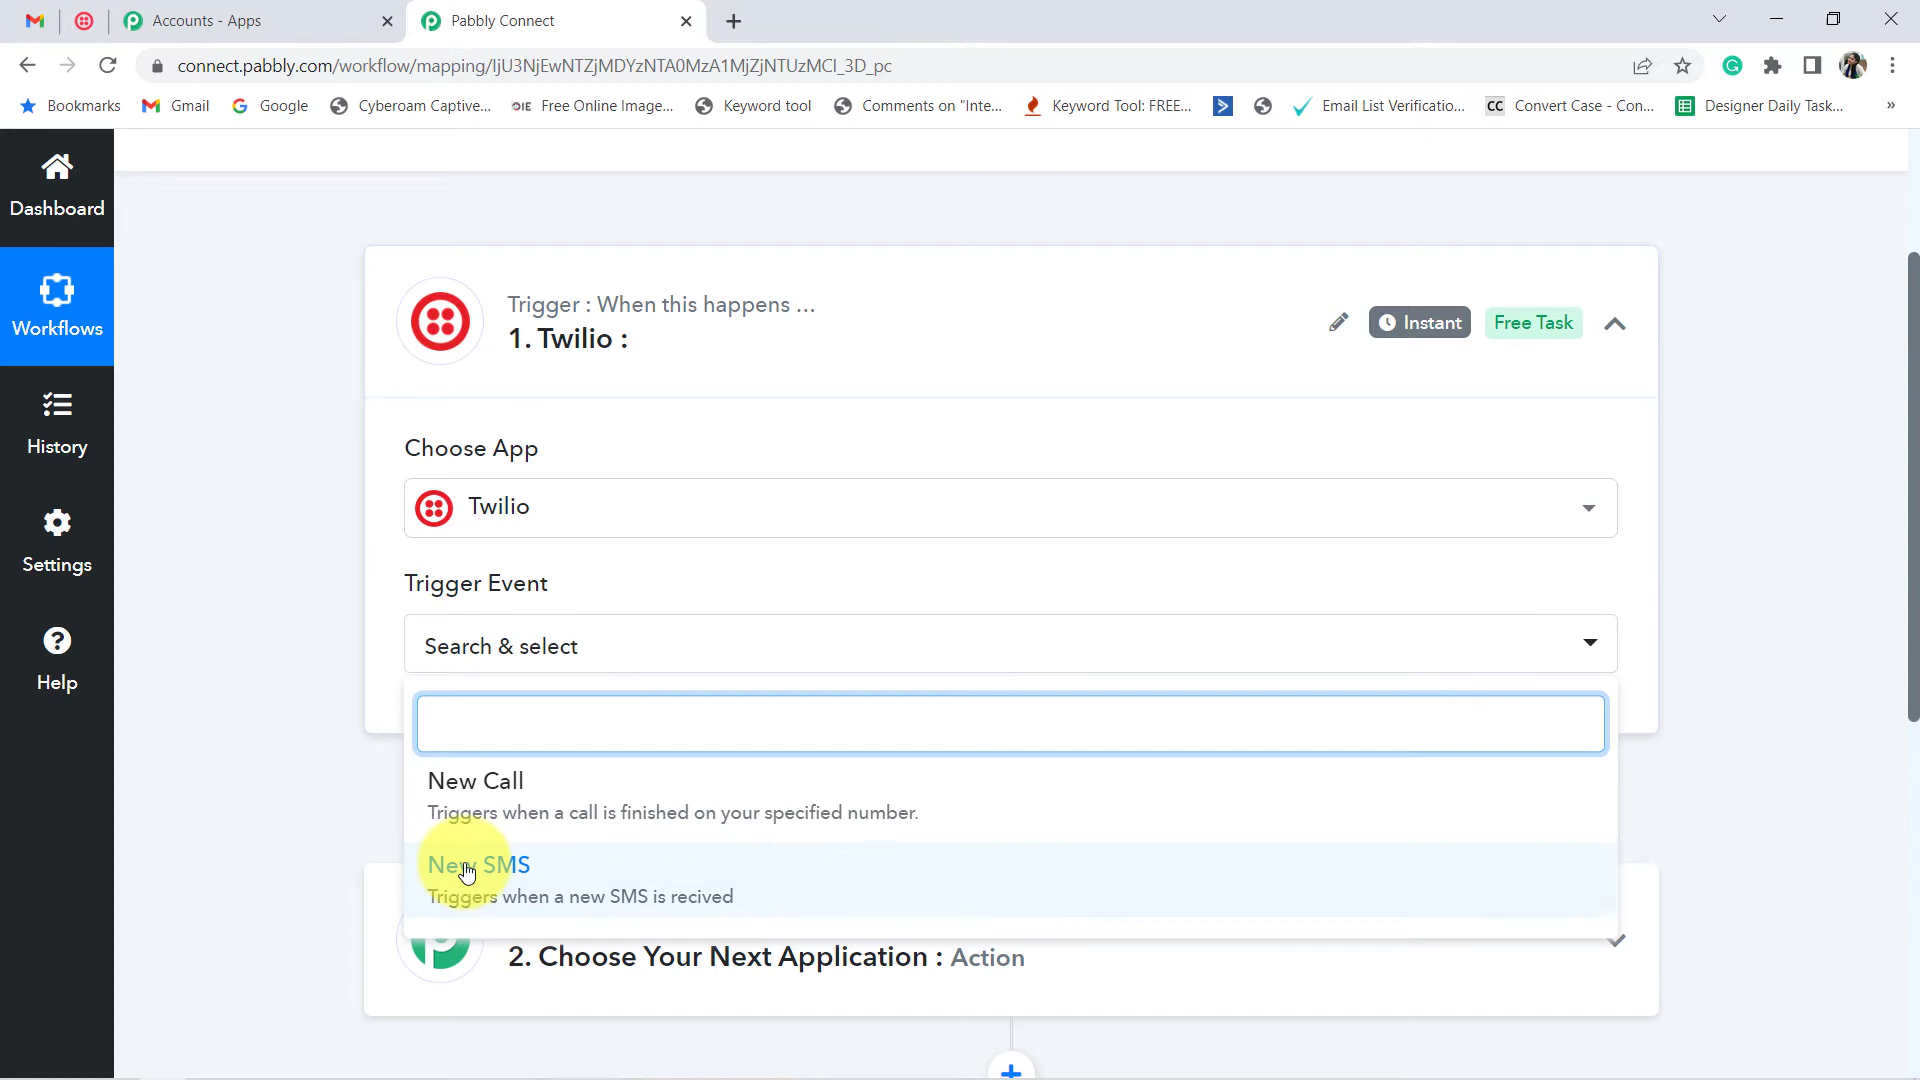 Accounts - Apps
Pabbly Connect
connect.pabbly.com/workflow/mapping/IjU3NjEwNTZjMDYzNTA0MzA1MjZjNTUzMCI_3D_pc
Bookmarks
Gmail
Google
Cyberoam Captive...
OIE Free Online Image...
Keyword tool
Comments on "Inte...
Keyword Tool: FREE...
Email List Verificatio...
CC Convert Case - Con...
Designer Daily Task...
»
Dashboard
Workflows
History
Settings
Help
Trigger : When this happens ...
1. Twilio :
Instant
Free Task
Choose App
Twilio
Trigger Event
Search & select
New Call
Triggers when a call is finished on your specified number.
New SMS
Triggers when a new SMS is recived
2. Choose Your Next Application : Action